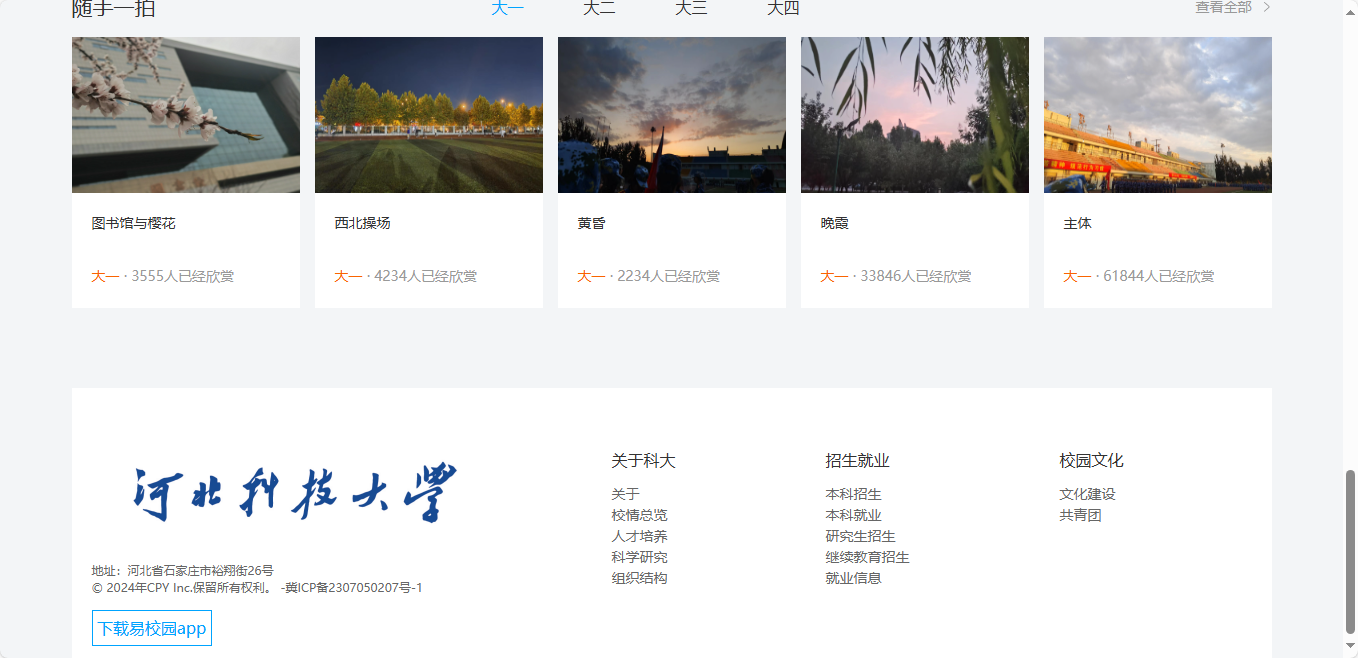 随手一拍
大一 大二 大三 大四
查看全部 >
图书馆与樱花
大一 · 3555人已经欣赏
西北操场
大一 · 4234人已经欣赏
黄昏
大一 · 2234人已经欣赏
晚霞
大一 · 33846人已经欣赏
主体
大一 · 61844人已经欣赏
河北科技大学
地址：河北省石家庄市裕翔街26号
© 2024年CPY Inc.保留所有权利。 -冀ICP备2307050207号-1
下载易校园app
关于科大
关于
校情总览
人才培养
科学研究
组织结构
招生就业
本科招生
本科就业
研究生招生
继续教育招生
就业信息
校园文化
文化建设
共青团